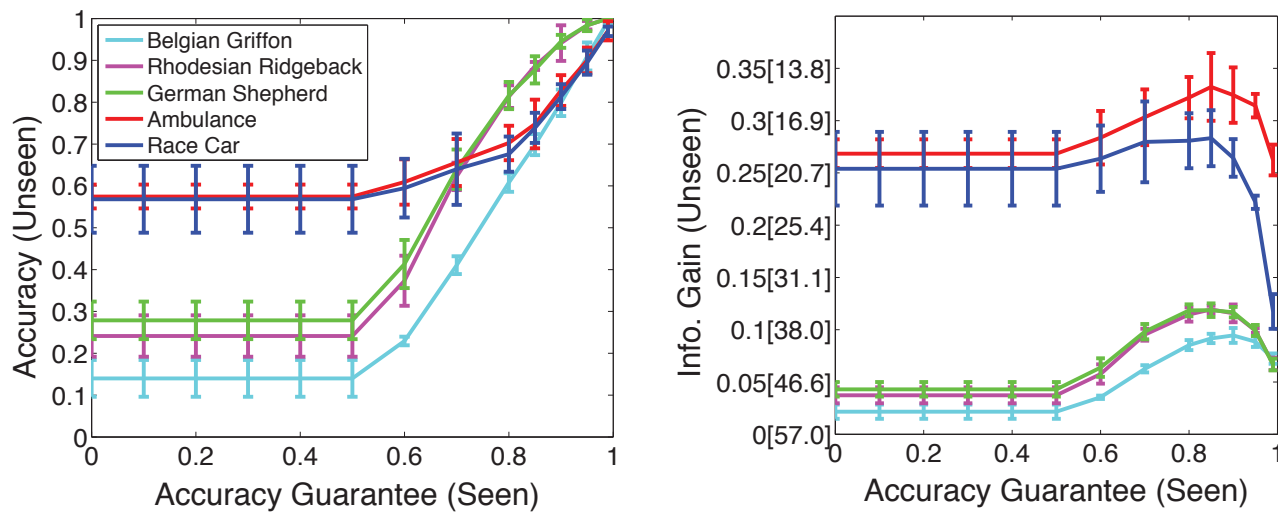 1
0.9
0.8
0.7
0.6
0.5
0.4
0.3
0.2
0.1
0
Accuracy (Unseen)
Belgian Griffon
Rhodesian Ridgeback
German Shepherd
Ambulance
Race Car
0 0.2 0.4 0.6 0.8 1
Accuracy Guarantee (Seen)
0.35[13.8]
0.3[16.9]
0.25[20.7]
0.2[25.4]
0.15[31.1]
0.1[38.0]
0.05[46.6]
0[57.0]
Info. Gain (Unseen)
0 0.2 0.4 0.6 0.8 1
Accuracy Guarantee (Seen)